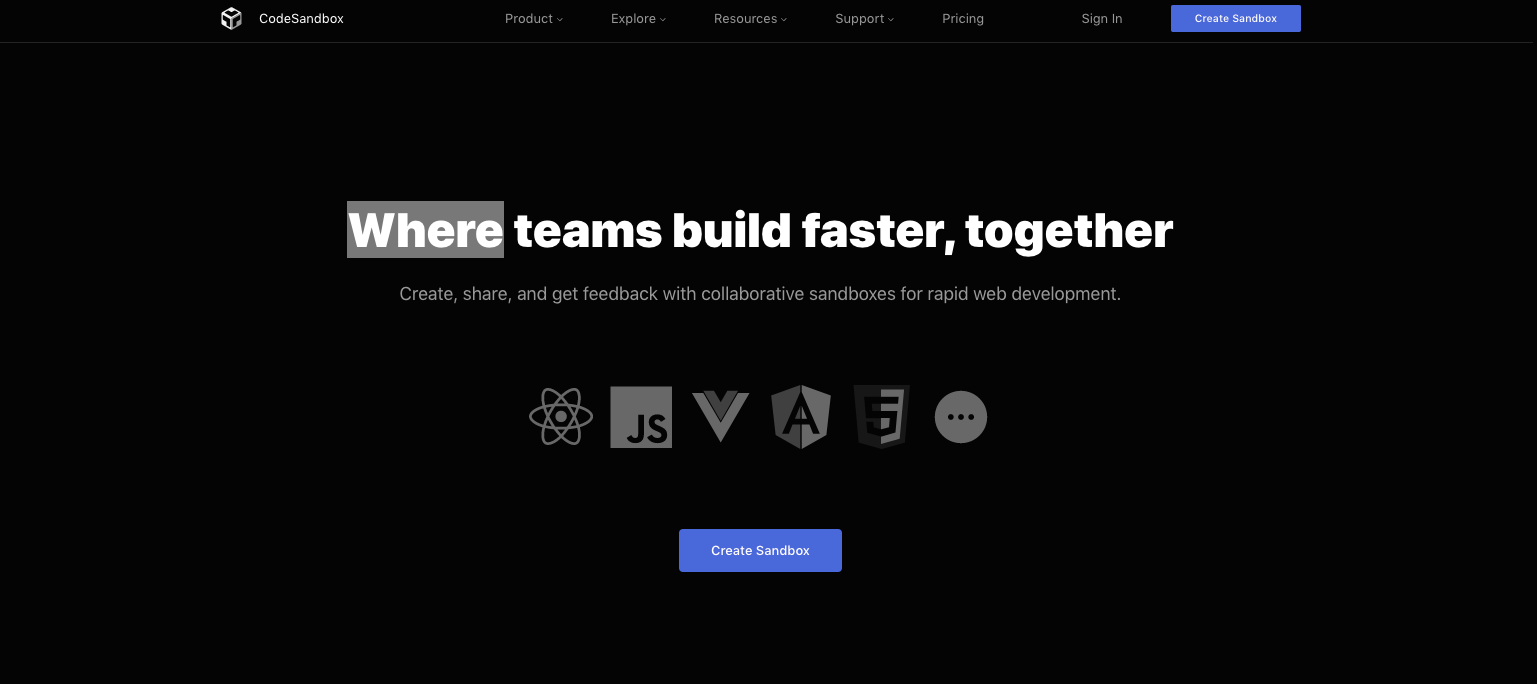 CodeSandbox Product Explore Resources Support Pricing Sign In Create Sandbox
Where teams build faster, together
Create, share, and get feedback with collaborative sandboxes for rapid web development.
JS A 5
Create Sandbox